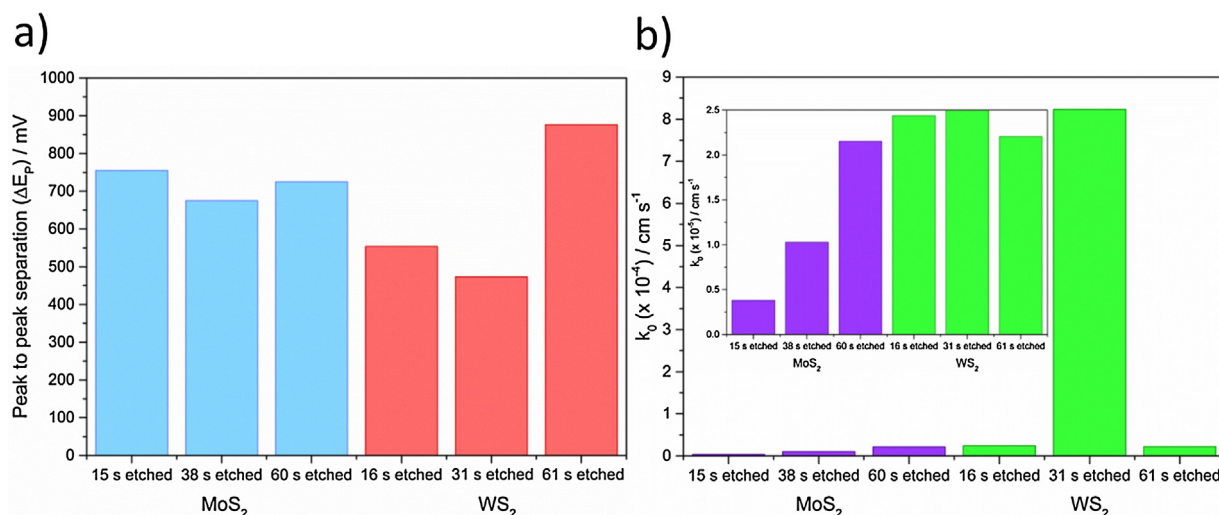 a)
1000
900
800
700
600
500
400
300
200
100
0
Peak to peak separation (ΔEₚ) / mV
15 s etched 38 s etched 60 s etched 16 s etched 31 s etched 61 s etched
MoS₂ WS₂
b)
9
8
7
6
5
4
3
2
1
0
k₀ (x 10⁻⁴) / cm s⁻¹
2.5
2.0
1.5
1.0
0.5
0.0
k₀ (x 10⁻⁵) / cm s⁻¹
15 s etched 38 s etched 60 s etched 16 s etched 31 s etched 61 s etched
MoS₂ WS₂
15 s etched 38 s etched 60 s etched 16 s etched 31 s etched 61 s etched
MoS₂ WS₂